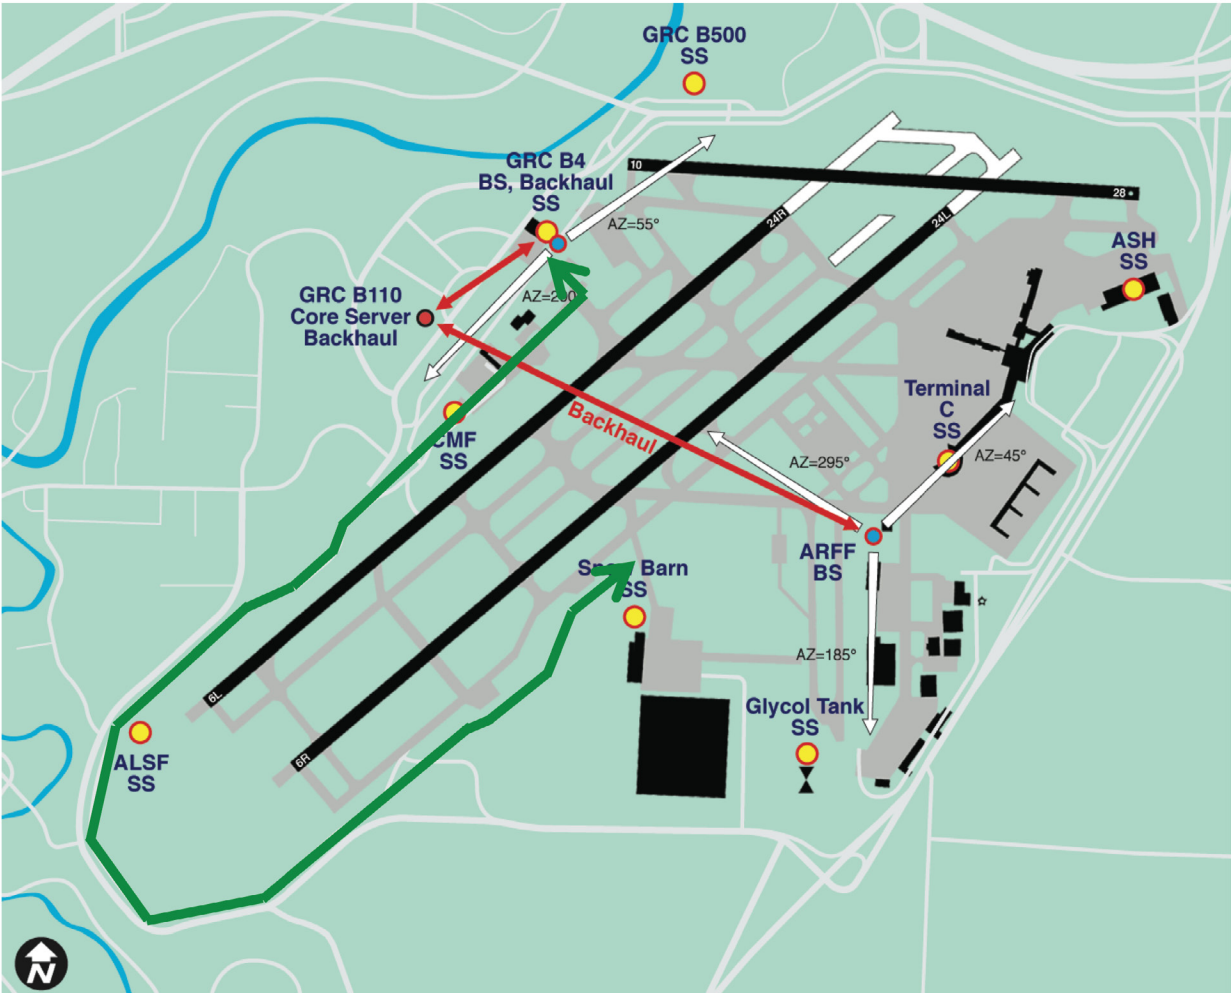 GRC B500
SS
GRC B4
BS, Backhaul
SS
10
28
AZ=55°
24R
24L
ASH
SS
GRC B110
Core Server
Backhaul
Terminal
C
SS
Backhaul
CMF
SS
AZ=295°
AZ=45°
ARFF
BS
Barn
SS
AZ=185°
6L
Glycol Tank
SS
ALSF
SS
6R
N